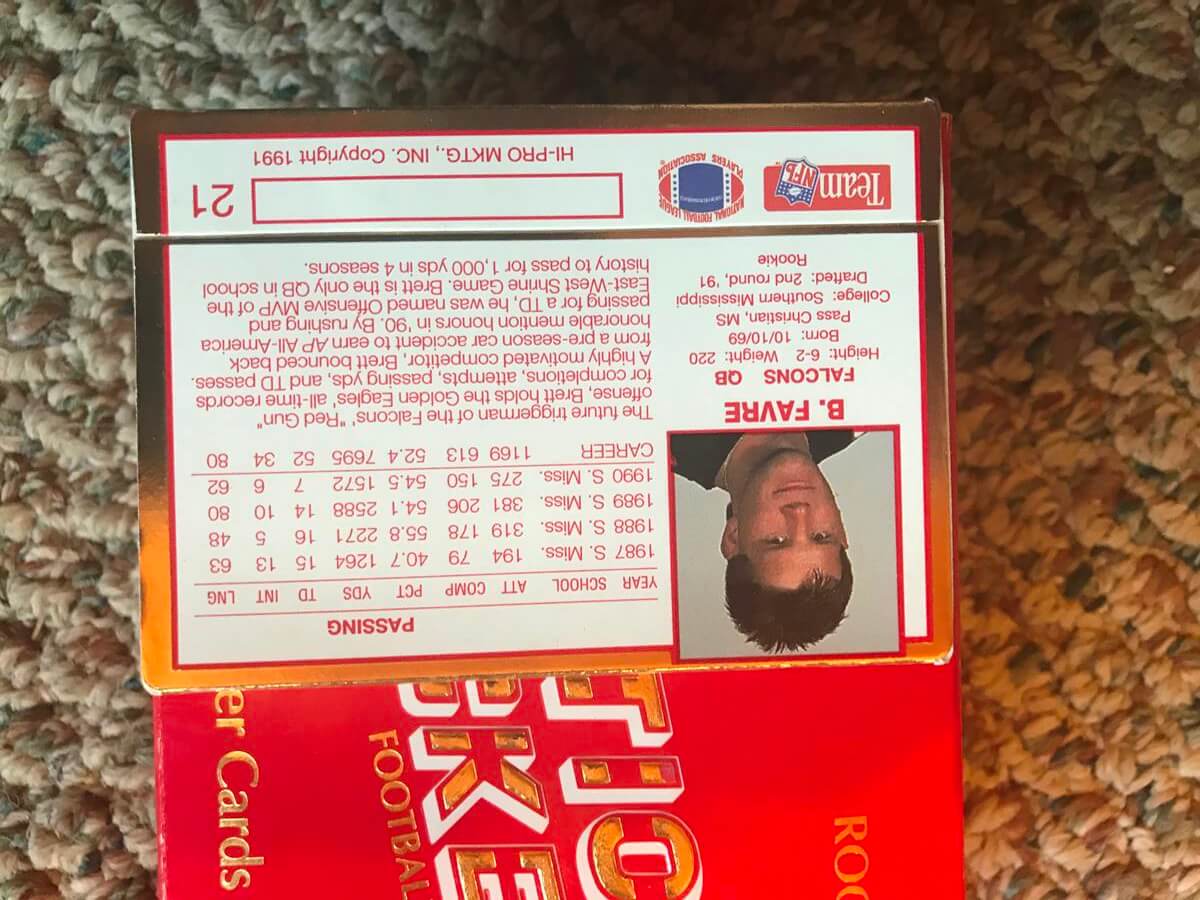 PASSING
YEAR SCHOOL ATT COMP PCT YDS TD INT LNG
1987 S. Miss. 194 79 40.7 1264 15 13 63
1988 S. Miss. 319 178 55.8 2271 16 5 48
1989 S. Miss. 381 206 54.1 2588 14 10 80
1990 S. Miss. 275 150 54.5 1572 7 6 62
CAREER 1169 613 52.4 7695 52 34 80
B. FAVRE
FALCONS QB
Height: 6-2 Weight: 220
Born: 10/10/69
Pass Christian, MS
College: Southern Mississippi
Drafted: 2nd round, '91
Rookie
The future triggerman of the Falcons' "Red Gun"
offense, Brett holds the Golden Eagles' all-time records
for completions, attempts, passing yds, and TD passes.
A highly motivated competitor, Brett bounced back
from a pre-season car accident to earn AP All-America
honorable mention honors in '90. By rushing and
passing for a TD, he was named Offensive MVP of the
East-West Shrine Game. Brett is the only QB in school
history to pass for 1,000 yds in 4 seasons.
Team NFL™
NATIONAL FOOTBALL LEAGUE
PLAYERS ASSOCIATION
21
HI-PRO MKTG., INC. Copyright 1991
ROO
FOOTBAL
er Cards